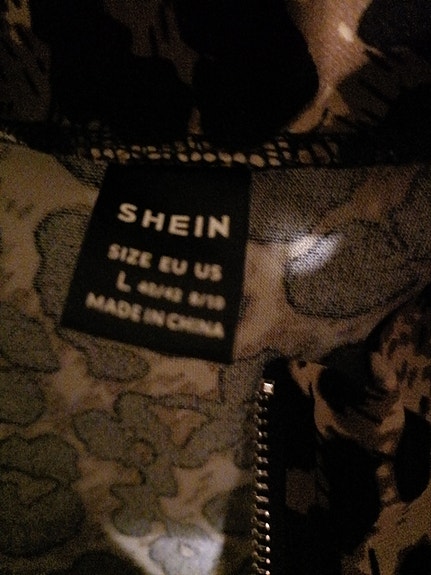 SHEIN
SIZE EU US
L 40/42 8/10
MADE IN CHINA